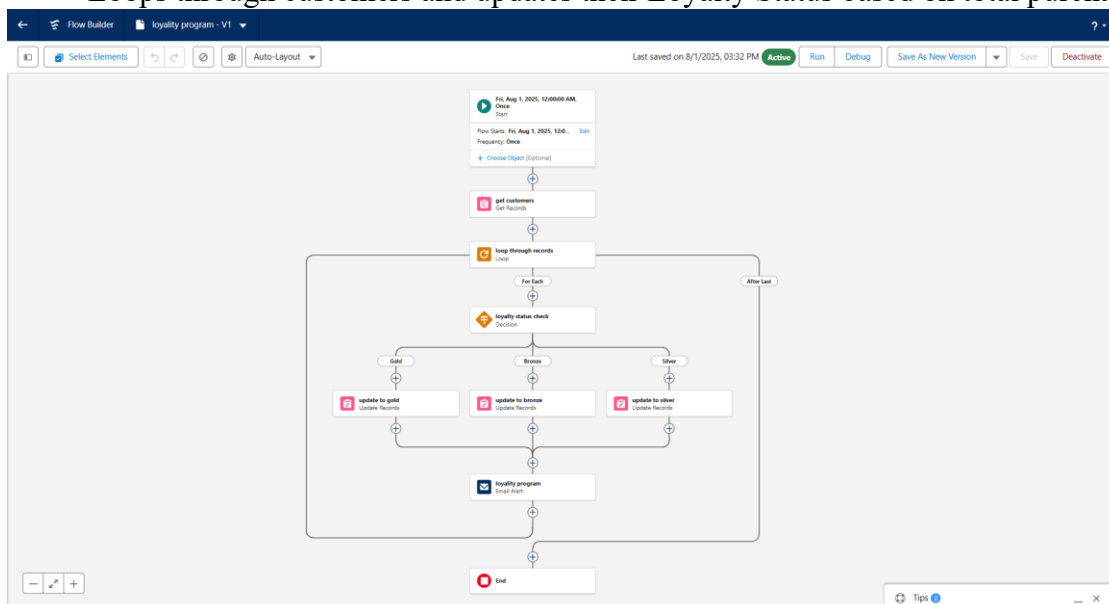 Loops through customers and updates their Loyalty Status based on total purch
Flow Builder loyality program - V1 ?
Select Elements Auto-Layout Last saved on 8/1/2025, 03:32 PM Active Run Debug Save As New Version Save Deactivate
Fri, Aug 1, 2025, 12:00:00 AM,
Once
Start
Flow Starts: Fri, Aug 1, 2025, 12:0... Edit
Frequency: Once
+ Choose Object (Optional)
get customers
Get Records
loop through records
Loop
For Each
After Last
loyalty status check
Decision
Gold Bronze Silver
update to gold update to bronze update to silver
Update Records Update Records Update Records
loyality program
Email Alert
End
Tips 2